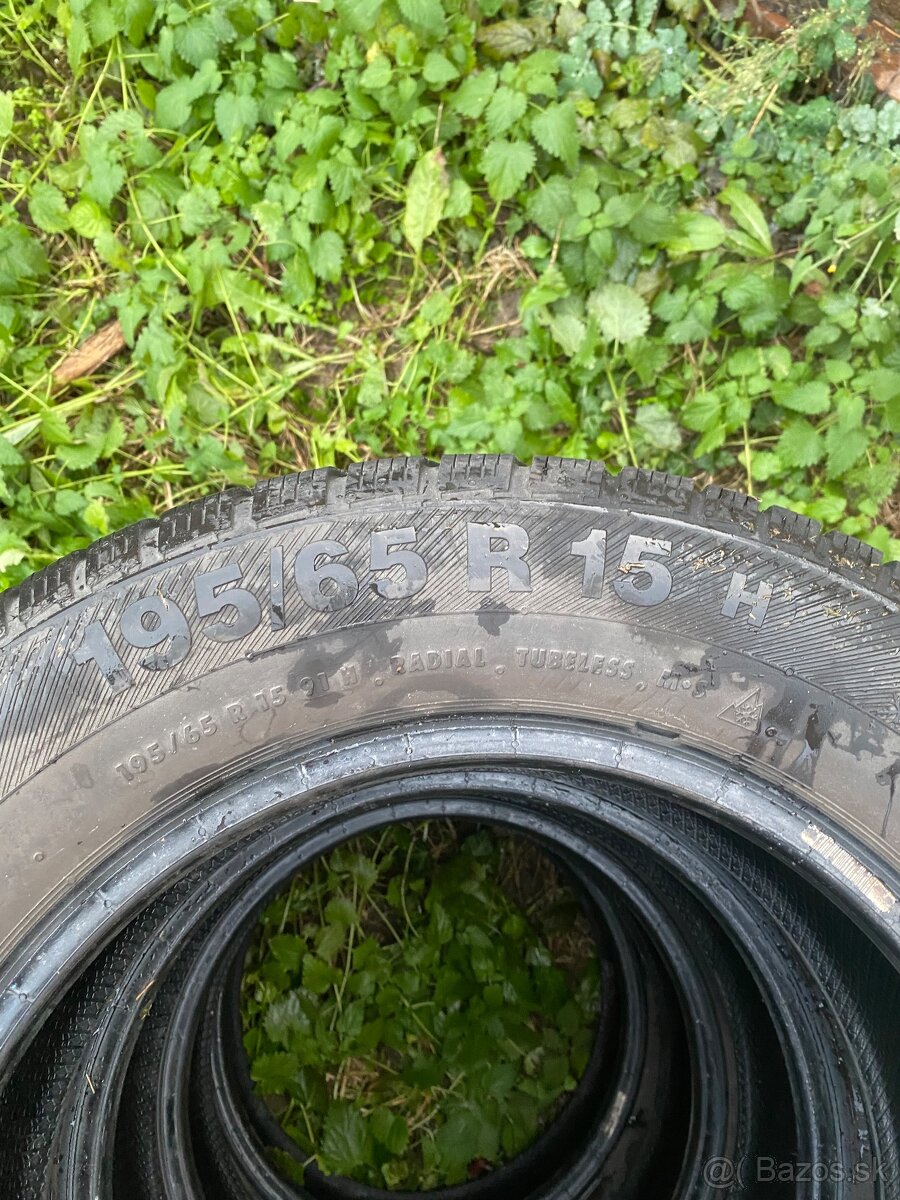 195/65 R 15 H
195/65 R 15 91 H . RADIAL . TUBELESS . M+S
@ Bazos.sk